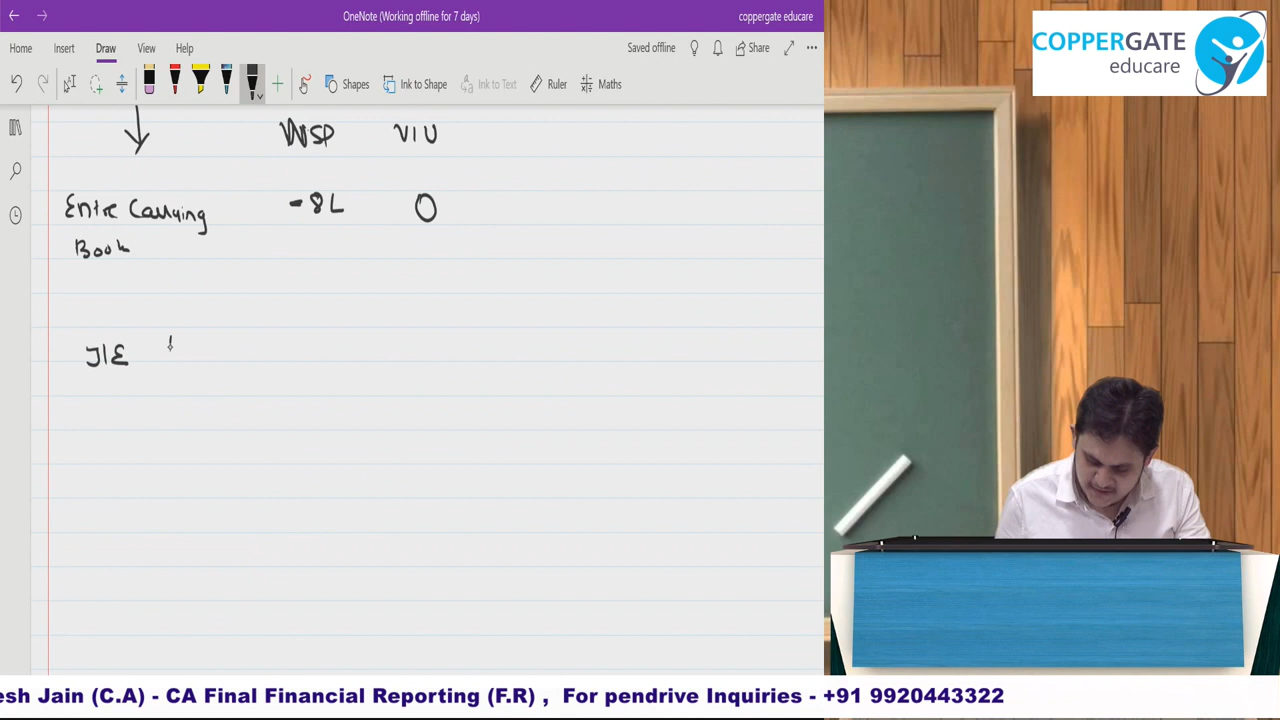 OneNote (Working offline for 7 days)
coppergate educare
Home Insert Draw View Help
Saved offline
Share
Shapes
Ink to Shape
Ink to Text
Ruler
Maths
COPPERGATE
educare
NSP VIU
Entre Carrying -8L 0
Book
JIE
esh Jain (C.A) - CA Final Financial Reporting (F.R) , For pendrive Inquiries - +91 9920443322